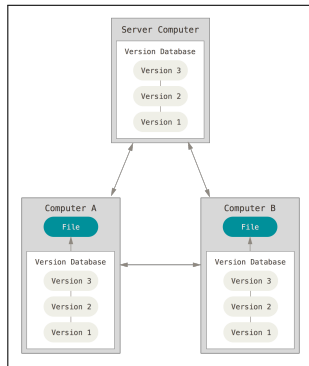 Server Computer
Version Database
Version 3
Version 2
Version 1
Computer A
File
Version Database
Version 3
Version 2
Version 1
Computer B
File
Version Database
Version 3
Version 2
Version 1